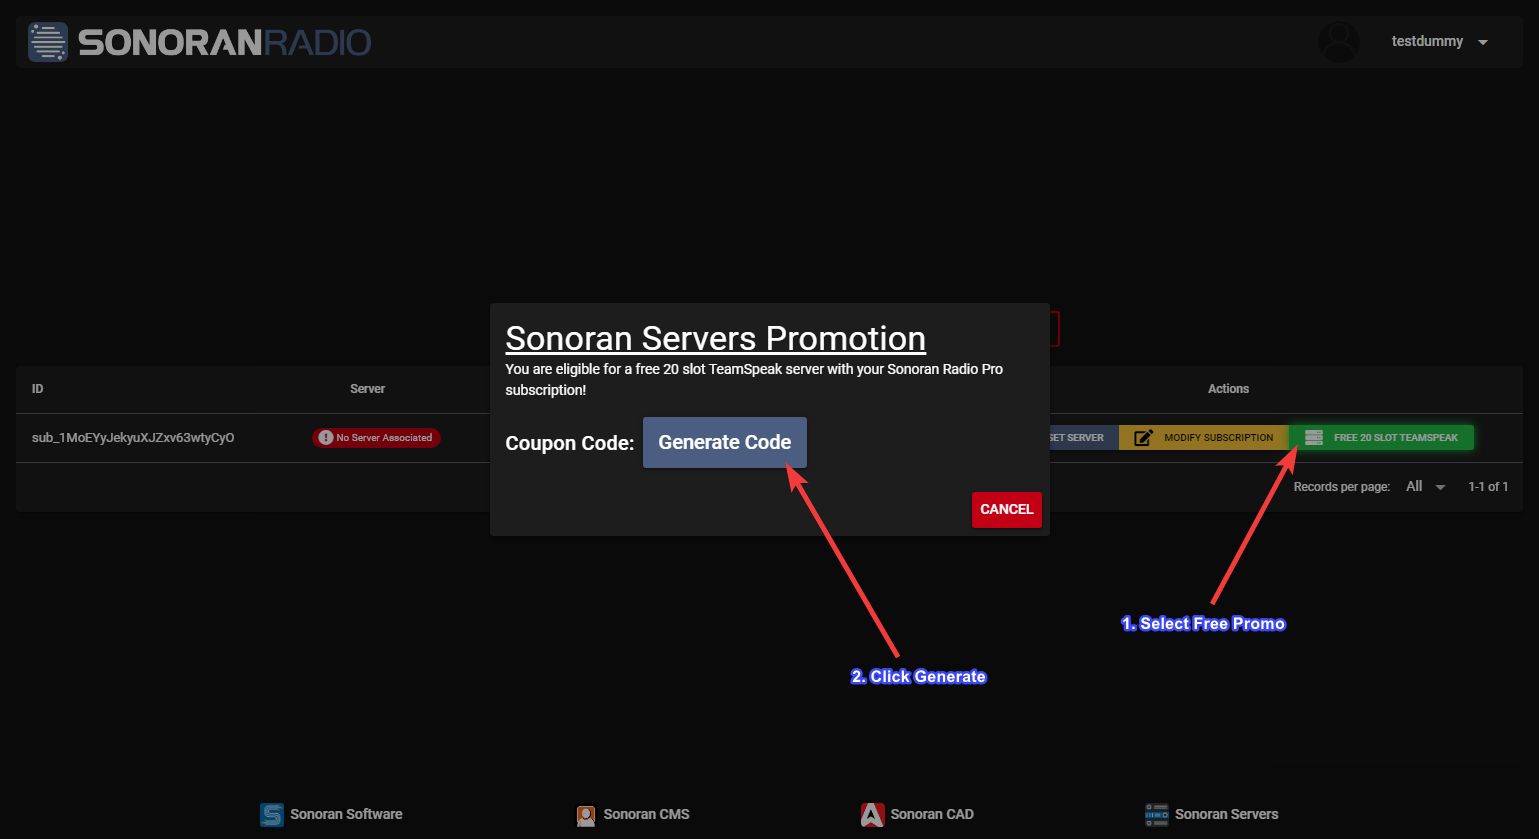 SONORANRADIO
testdummy
Sonoran Servers Promotion
You are eligible for a free 20 slot TeamSpeak server with your Sonoran Radio Pro
subscription!
ID
Server
Actions
Coupon Code:
Generate Code
sub_1MoEYyJekyuXJZxv63wtyCyO
No Server Associated
SET SERVER
MODIFY SUBSCRIPTION
FREE 20 SLOT TEAMSPEAK
Records per page:
All
1-1 of 1
CANCEL
1. Select Free Promo
2. Click Generate
Sonoran Software
Sonoran CMS
Sonoran CAD
Sonoran Servers